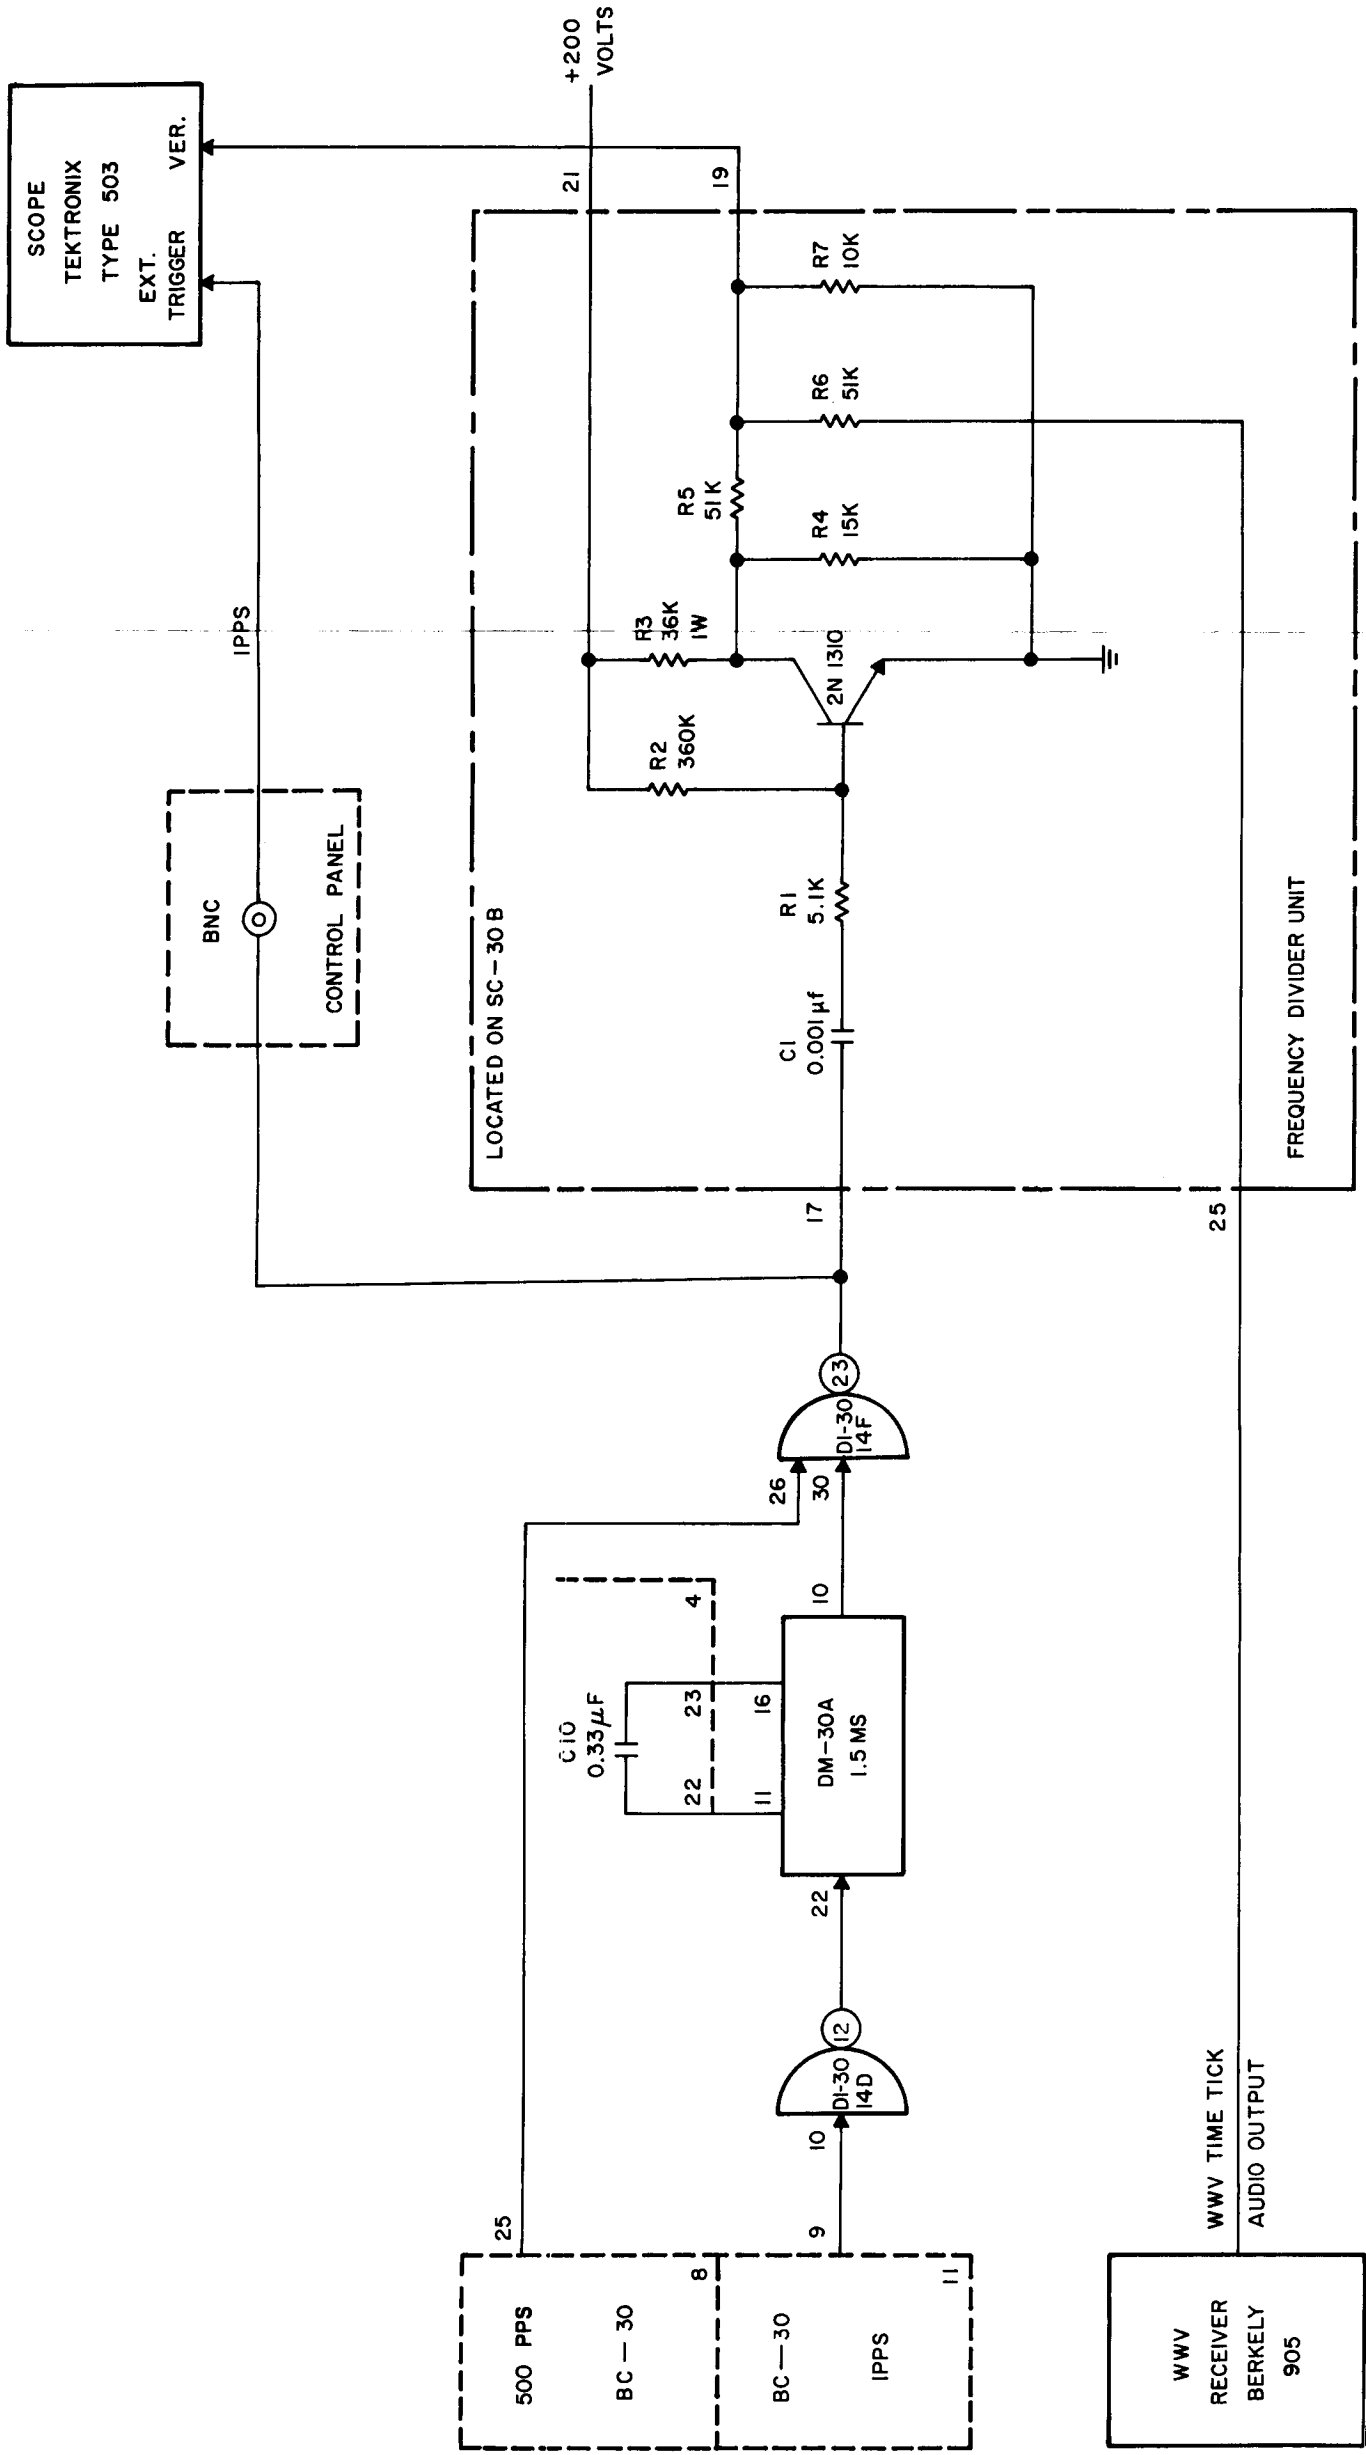 SCOPE
TEKTRONIX
TYPE 503
EXT.
TRIGGER VER.
+200
VOLTS
1PPS
BNC
CONTROL PANEL
21
19
LOCATED ON SC-30B
R2
360K
R3
36K
1W
R5
51K
R7
10K
R6
51K
R4
15K
2N 1310
R1
5.1K
C1
0.001µf
17
25
FREQUENCY DIVIDER UNIT
500 PPS
BC-30
8
25
BC-30
1PPS
11
9
10
DI-30
14D
12
22
C10
0.33µF
22
23
4
11
16
DM-30A
1.5 MS
10
26
30
DI-30
14F
23
WWV
RECEIVER
BERKELY
905
WWV TIME TICK
AUDIO OUTPUT